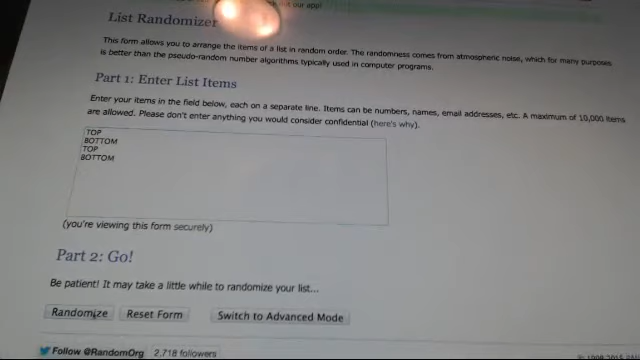 out our app!
List Randomizer
This form allows you to arrange the items of a list in random order. The randomness comes from atmospheric noise, which for many purposes
is better than the pseudo-random number algorithms typically used in computer programs.
Part 1: Enter List Items
Enter your items in the field below, each on a separate line. Items can be numbers, names, email addresses, etc. A maximum of 10,000 items
are allowed. Please don't enter anything you would consider confidential (here's why).
TOP
BOTTOM
TOP
BOTTOM
(you're viewing this form securely)
Part 2: Go!
Be patient! It may take a little while to randomize your list...
Randomize Reset Form Switch to Advanced Mode
Follow @RandomOrg 2,718 followers